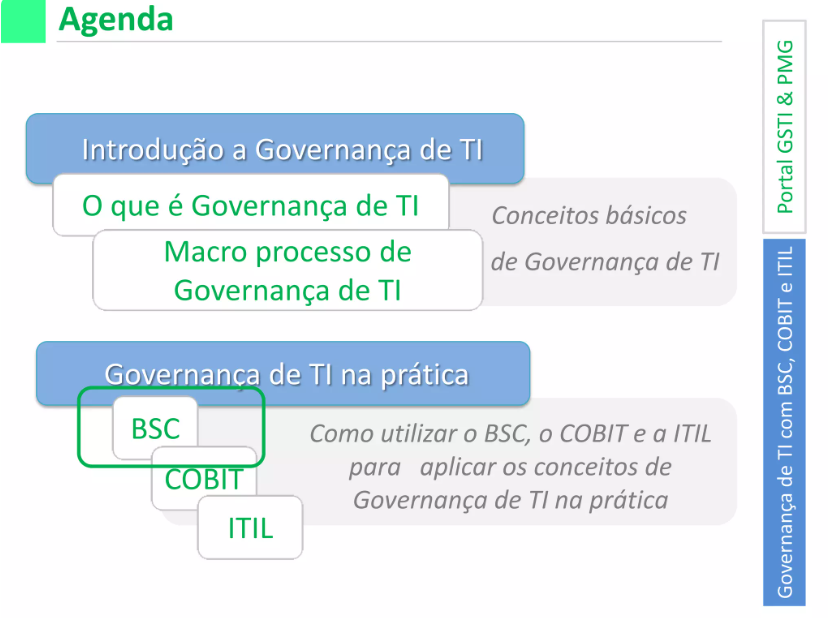 Agenda
Introdução a Governança de TI
O que é Governança de TI
Macro processo de
Governança de TI
Conceitos básicos
de Governança de TI
Governança de TI na prática
BSC
COBIT
ITIL
Como utilizar o BSC, o COBIT e a ITIL
para aplicar os conceitos de
Governança de TI na prática
Portal GSTI & PMG
Governança de TI com BSC, COBIT e ITIL